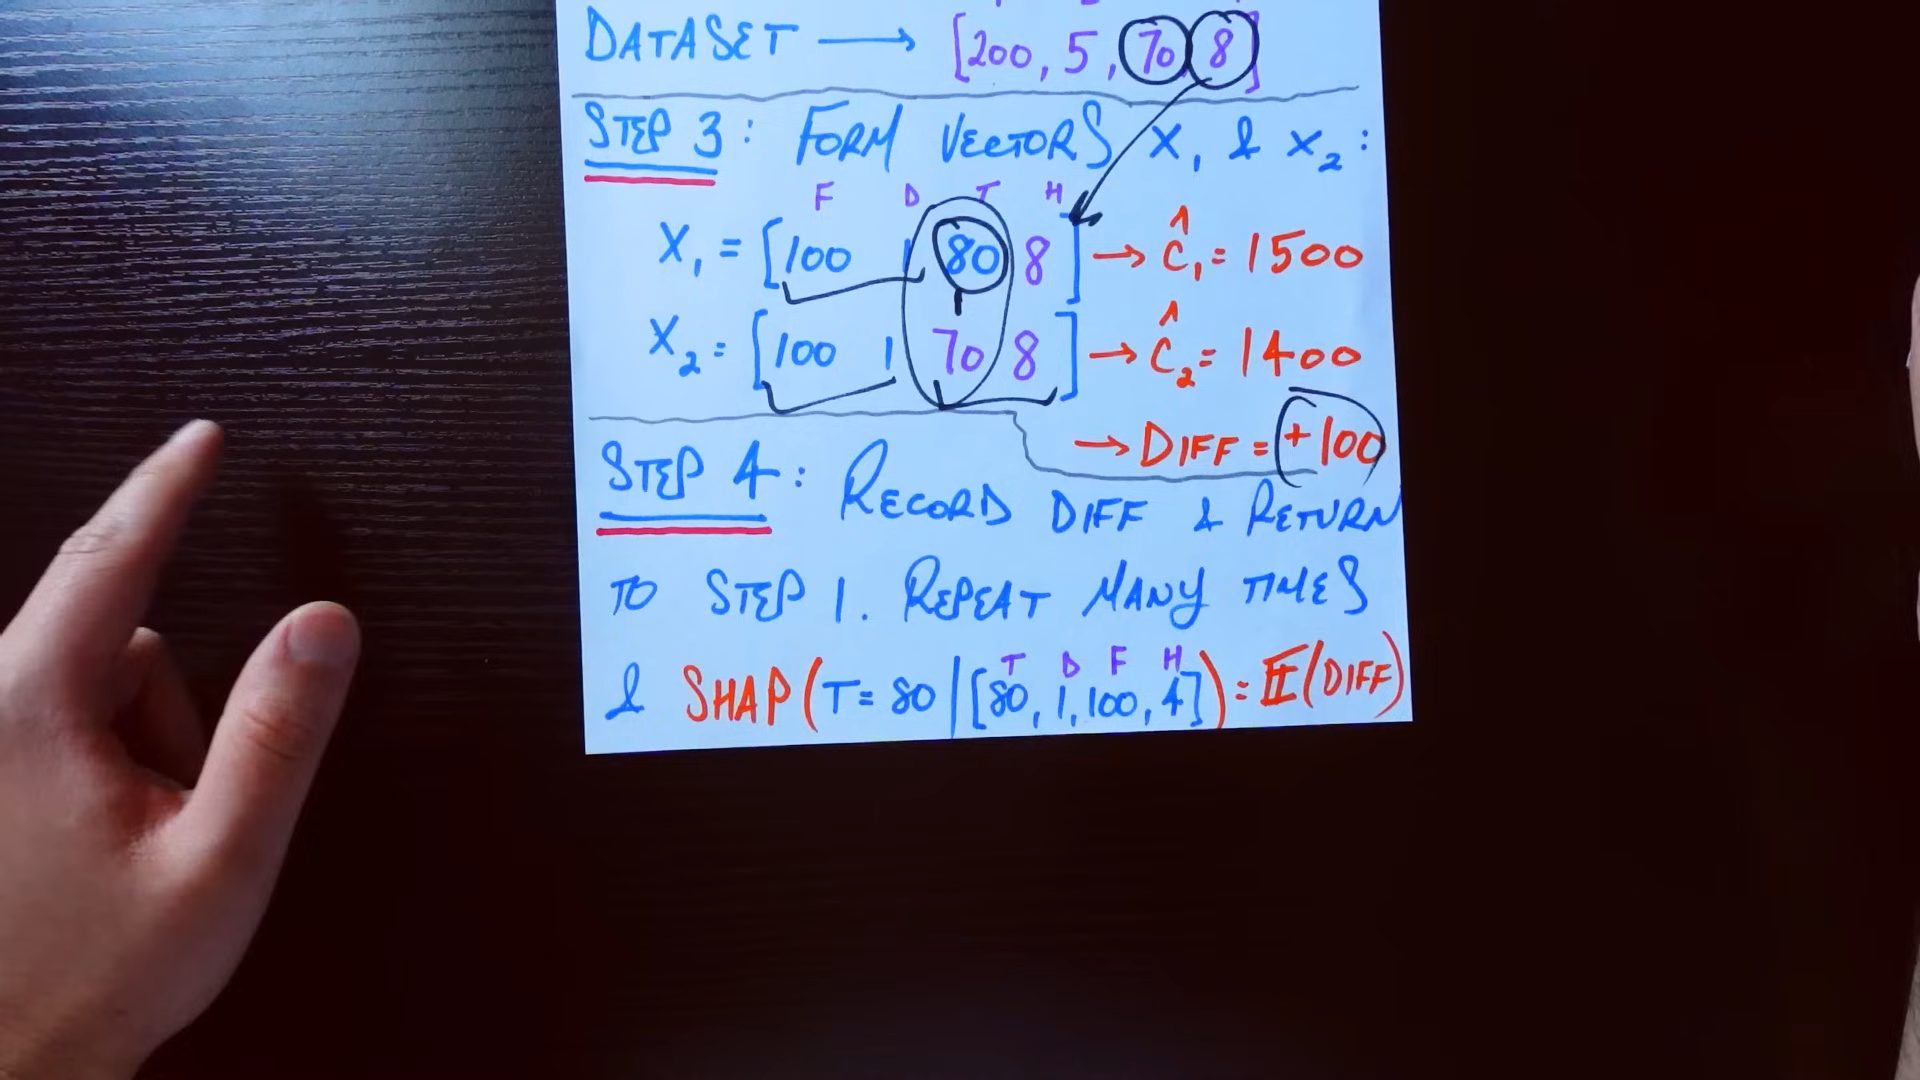 DATASET → [200, 5, 70, 8]
STEP 3: FORM VECTORS X₁ & X₂:
F D T H
X₁ = [100 1 80 8] → Ĉ₁ = 1500
X₂ = [100 1 70 8] → Ĉ₂ = 1400
→ DIFF = +100
STEP 4: RECORD DIFF & RETURN
TO STEP 1. REPEAT MANY TIMES
T D F H
& SHAP(T = 80 | [80, 1, 100, 4]) = E(DIFF)